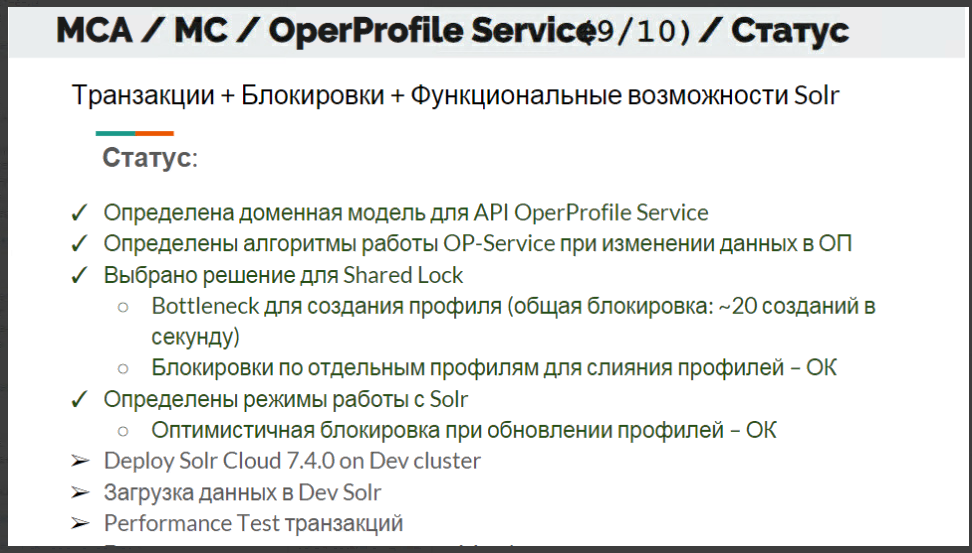 МСА / МС / OperProfile Service(9/10) / Статус
Транзакции + Блокировки + Функциональные возможности Solr
Статус:
✓ Определена доменная модель для API OperProfile Service
✓ Определены алгоритмы работы OP-Service при изменении данных в ОП
✓ Выбрано решение для Shared Lock
○ Bottleneck для создания профиля (общая блокировка: ~20 созданий в
секунду)
○ Блокировки по отдельным профилям для слияния профилей – ОК
✓ Определены режимы работы с Solr
○ Оптимистичная блокировка при обновлении профилей – ОК
➢ Deploy Solr Cloud 7.4.0 on Dev cluster
➢ Загрузка данных в Dev Solr
➢ Performance Test транзакций